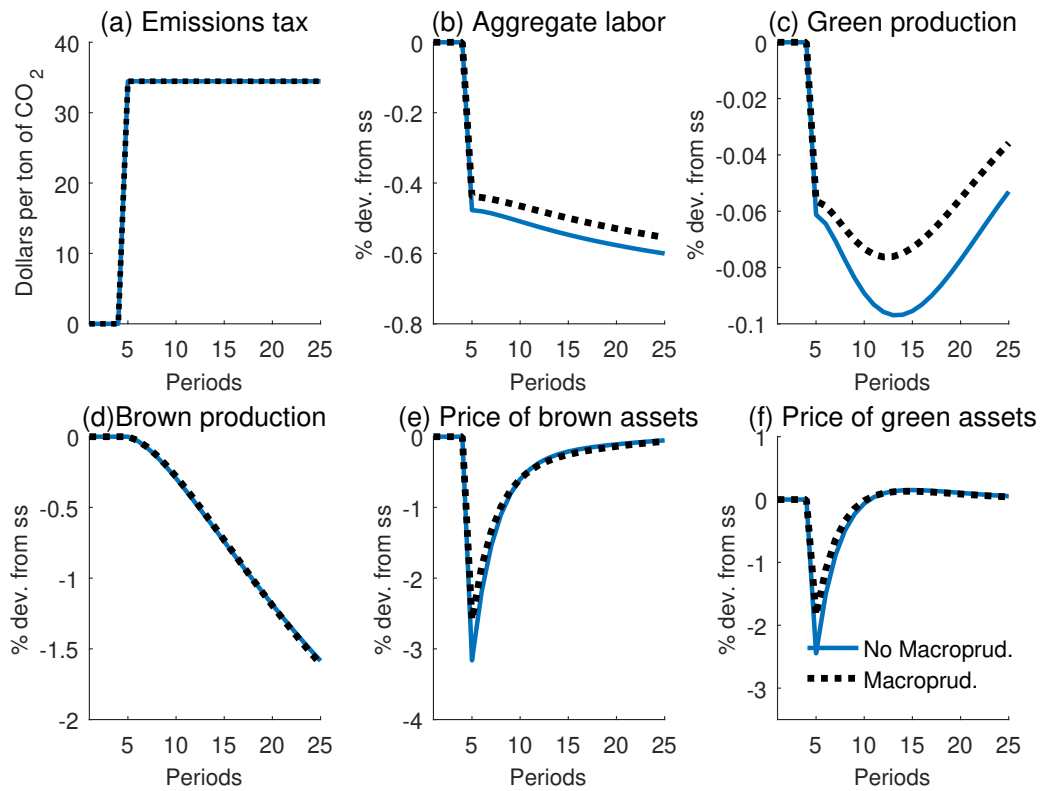 (a) Emissions tax
40
30
20
10
0
Dollars per ton of CO2
5 10 15 20 25
Periods
(b) Aggregate labor
0
-0.2
-0.4
-0.6
-0.8
% dev. from ss
5 10 15 20 25
Periods
(c) Green production
0
-0.02
-0.04
-0.06
-0.08
-0.1
% dev. from ss
5 10 15 20 25
Periods
(d)Brown production
0
-0.5
-1
-1.5
-2
% dev. from ss
5 10 15 20 25
Periods
(e) Price of brown assets
0
-1
-2
-3
-4
% dev. from ss
5 10 15 20 25
Periods
(f) Price of green assets
1
0
-1
-2
-3
% dev. from ss
No Macroprud.
Macroprud.
5 10 15 20 25
Periods